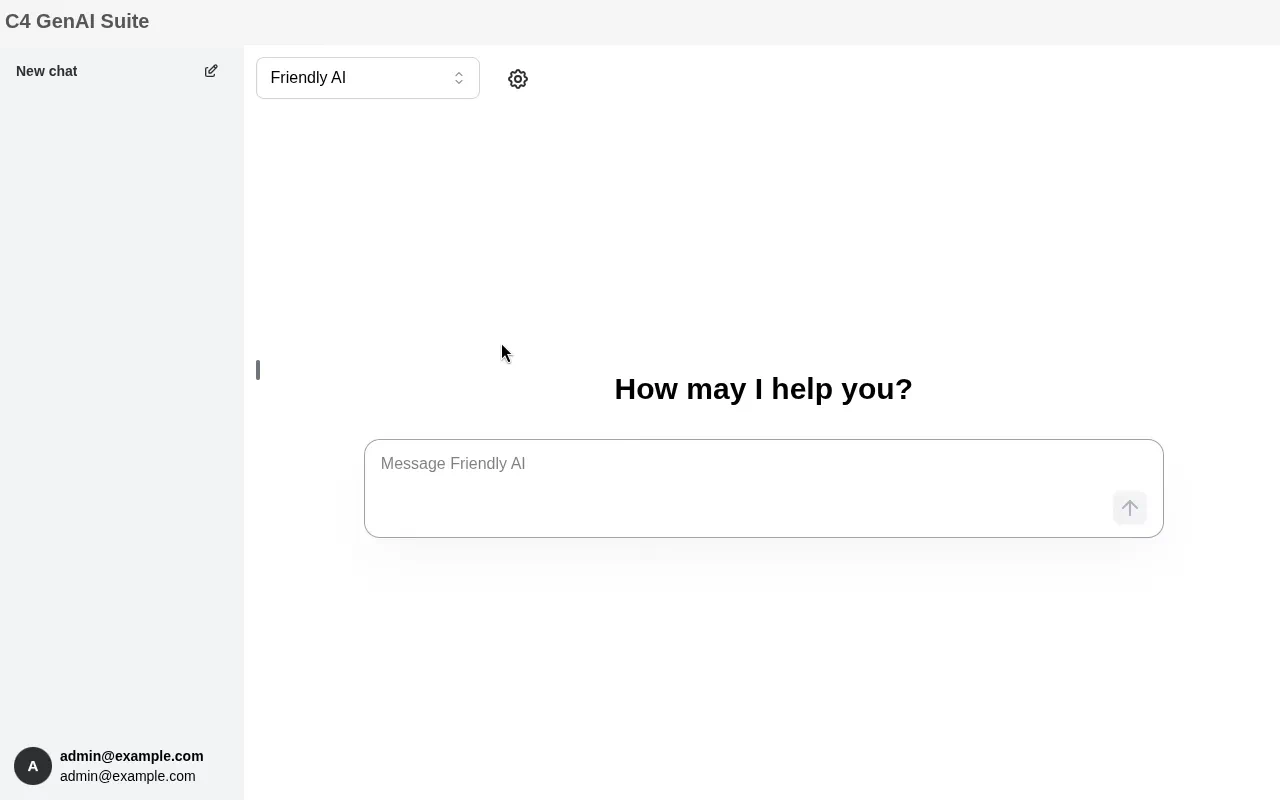 C4 GenAI Suite
New chat
Friendly AI
How may I help you?
Message Friendly AI
A
admin@example.com
admin@example.com